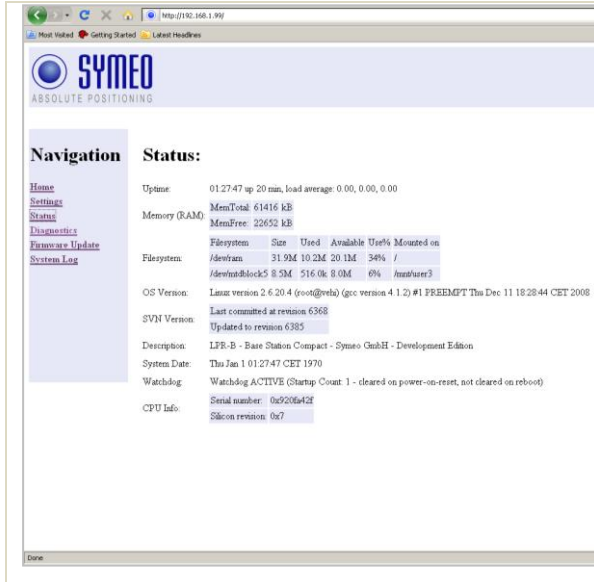 http://192.168.1.99/
Most Visited Getting Started Latest Headlines
SYMEO
ABSOLUTE POSITIONING
Navigation
Home
Settings
Status
Diagnostics
Firmware Update
System Log
Status:
Uptime: 01:27:47 up 20 min, load average: 0.00, 0.00, 0.00
Memory (RAM): MemTotal: 61416 kB
MemFree: 22652 kB
Filesystem: Filesystem Size Used Available Use% Mounted on
/dev/ram 31.9M 10.2M 20.1M 34% /
/dev/mtdblock5 8.5M 516.0k 8.0M 6% /mnt/user3
OS Version: Linux version 2.6.20.4 (root@vehi) (gcc version 4.1.2) #1 PREEMPT Thu Dec 11 18:28:44 CET 2008
SVN Version: Last committed at revision 6368
Updated to revision 6385
Description: LPR-B - Base Station Compact - Symeo GmbH - Development Edition
System Date: Thu Jan 1 01:27:47 CET 1970
Watchdog: Watchdog ACTIVE (Startup Count: 1 - cleared on power-on-reset, not cleared on reboot)
CPU Info: Serial number: 0x920fa42f
Silicon revision: 0x7
Done